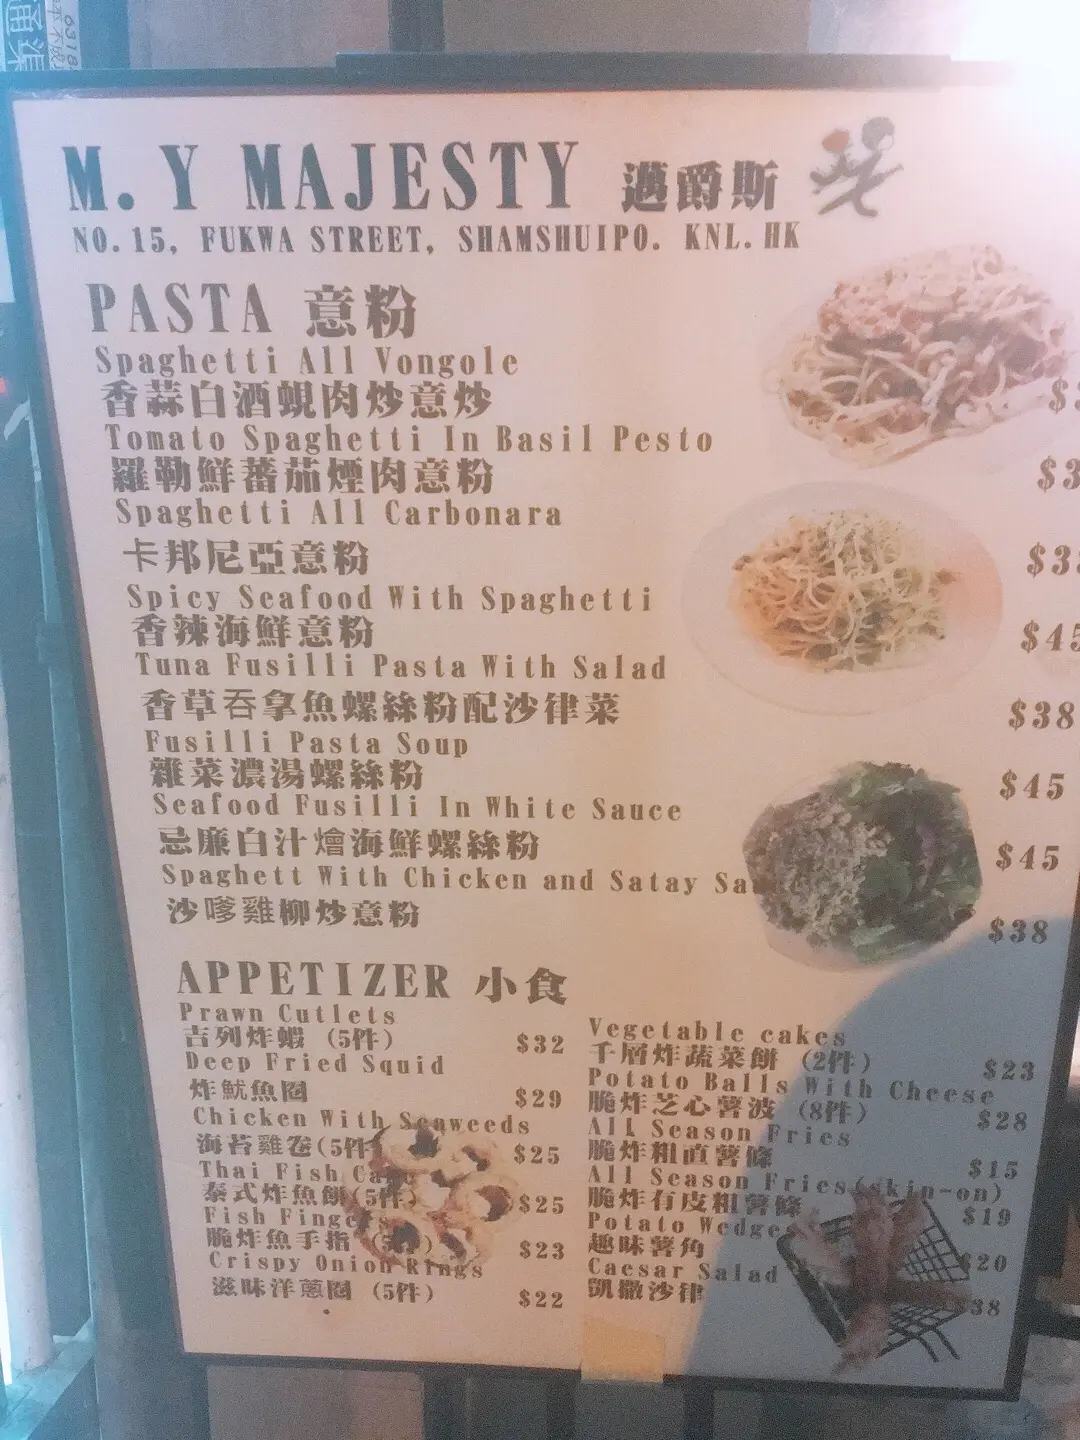 M.Y MAJESTY 邁爵斯
NO.15, FUKWA STREET, SHAMSHUIPO. KNL.HK
PASTA 意粉
Spaghetti All Vongole
香蒜白酒蜆肉炒意炒
Tomato Spaghetti In Basil Pesto
羅勒鮮蕃茄煙肉意粉
Spaghetti All Carbonara
卡邦尼亞意粉
Spicy Seafood With Spaghetti
香辣海鮮意粉 $45
Tuna Fusilli Pasta With Salad
香草吞拿魚螺絲粉配沙律菜 $38
Fusilli Pasta Soup
雜菜濃湯螺絲粉 $45
Seafood Fusilli In White Sauce
忌廉白汁燴海鮮螺絲粉 $45
Spaghett With Chicken and Satay
沙嗲雞柳炒意粉 $38
APPETIZER 小食
Prawn Cutlets
吉列炸蝦 (5件) $32
Deep Fried Squid
炸魷魚圈 $29
Chicken With Seaweeds
海苔雞卷(5件) $25
Thai Fish Cake
泰式炸魚餅(5件) $25
Fish Fingers
脆炸魚手指 (5件) $23
Crispy Onion Rings
滋味洋蔥圈 (5件) $22
Vegetable cakes
千層炸蔬菜餅 (2件) $23
Potato Balls With Cheese
脆炸芝心薯波 (8件) $28
All Season Fries
脆炸粗直薯條 $15
All Season Fries(skin-on)
脆炸有皮粗薯條 $19
Potato Wedges
趣味薯角 $20
Caesar Salad
凱撒沙律 $38